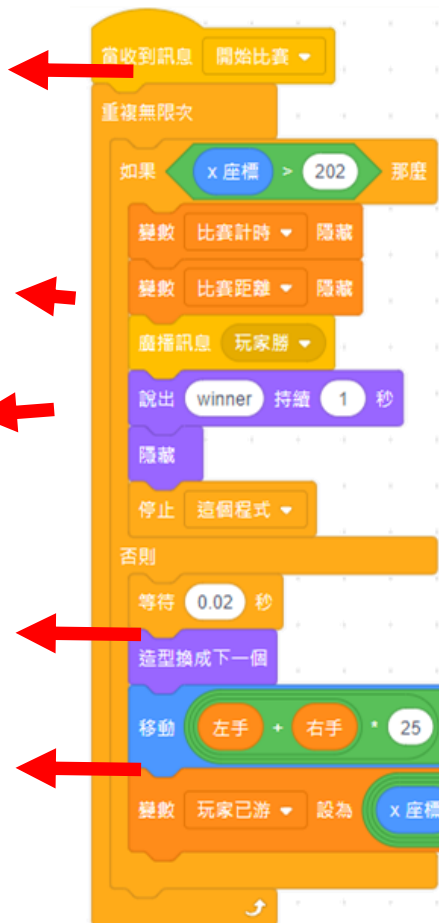 當收到訊息 開始比賽
重複無限次
如果 x 座標 > 202 那麼
變數 比賽計時 隱藏
變數 比賽距離 隱藏
廣播訊息 玩家勝
說出 winner 持續 1 秒
隱藏
停止 這個程式
否則
等待 0.02 秒
造型換成下一個
移動 左手 + 右手 * 25
變數 玩家已游 設為 x 座標